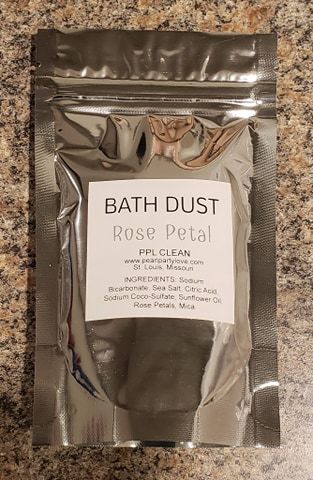 BATH DUST
Rose Petal
PPL CLEAN
www.pearlpartylove.com
St. Louis, Missouri
INGREDIENTS: Sodium
Bicarbonate, Sea Salt, Citric Acid,
Sodium Coco-Sulfate, Sunflower Oil,
Rose Petals, Mica